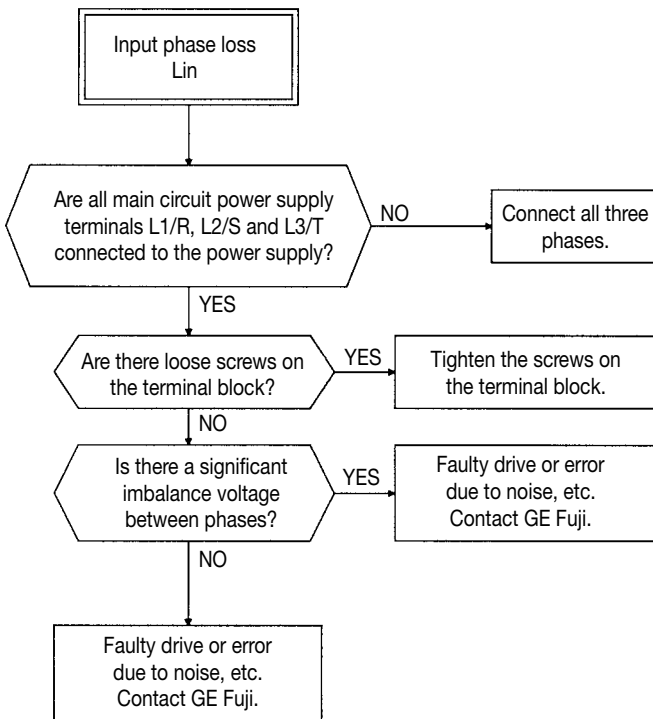 Input phase loss
Lin
Are all main circuit power supply
terminals L1/R, L2/S and L3/T
connected to the power supply?
NO
Connect all three
phases.
YES
Are there loose screws on
the terminal block?
YES
Tighten the screws on
the terminal block.
NO
Is there a significant
imbalance voltage
between phases?
YES
Faulty drive or error
due to noise, etc.
Contact GE Fuji.
NO
Faulty drive or error
due to noise, etc.
Contact GE Fuji.